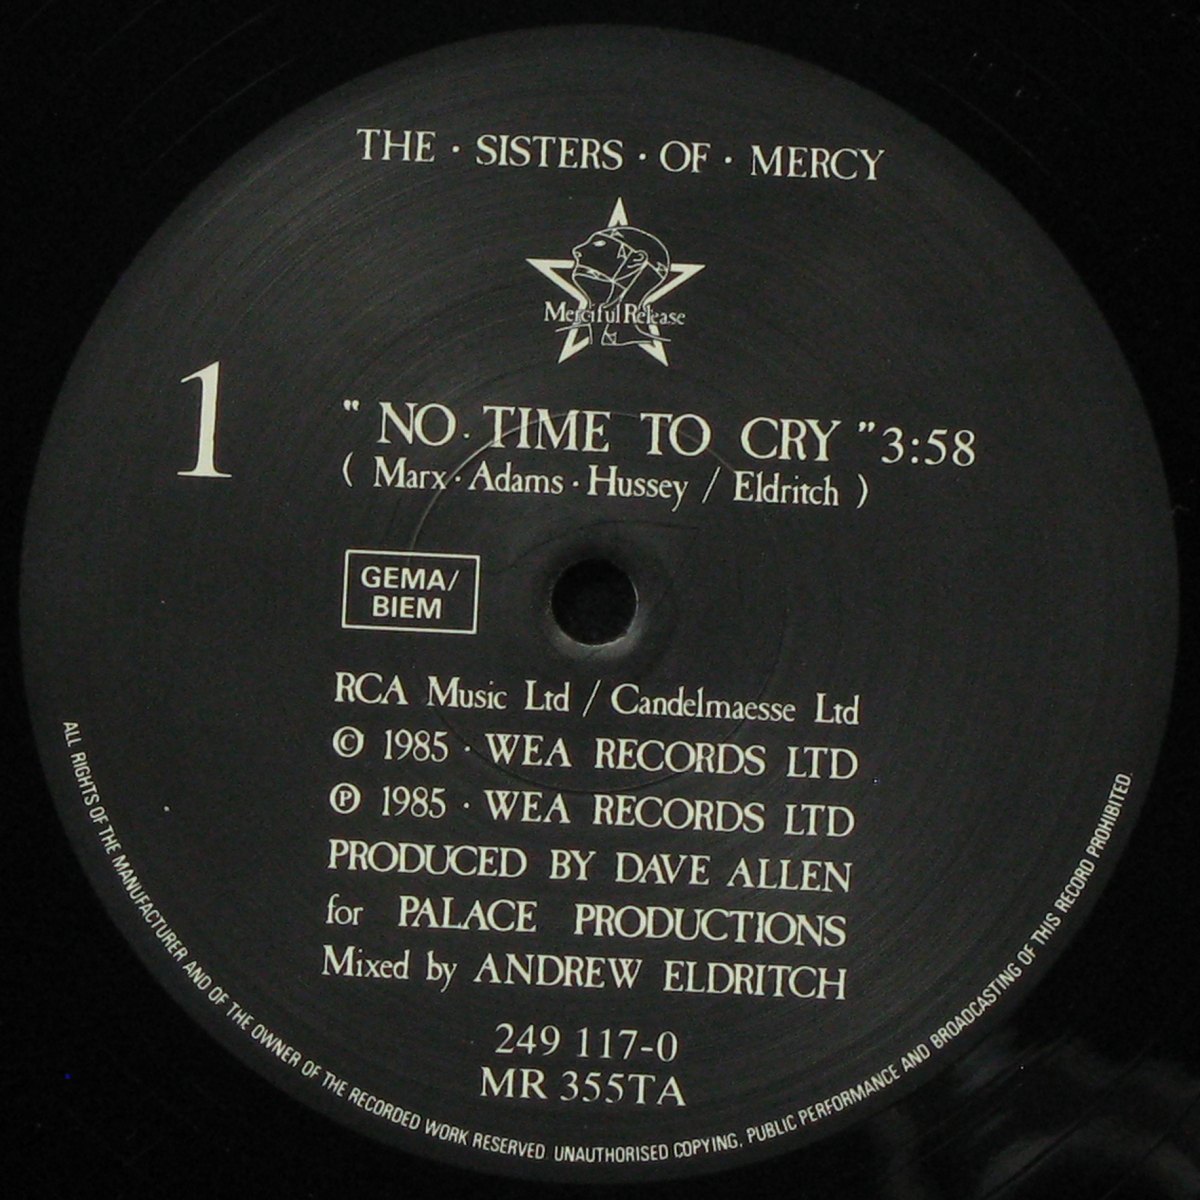 THE · SISTERS · OF · MERCY
Merciful Release
1
" NO TIME TO CRY " 3:58
( Marx · Adams · Hussey / Eldritch )
GEMA/
BIEM
RCA Music Ltd / Candelmaesse Ltd
© 1985 · WEA RECORDS LTD
℗ 1985 · WEA RECORDS LTD
PRODUCED BY DAVE ALLEN
for PALACE PRODUCTIONS
Mixed by ANDREW ELDRITCH
249 117-0
MR 355TA
ALL RIGHTS OF THE MANUFACTURER AND OF THE OWNER OF THE RECORDED WORK RESERVED. UNAUTHORISED COPYING, PUBLIC PERFORMANCE AND BROADCASTING OF THIS RECORD PROHIBITED.